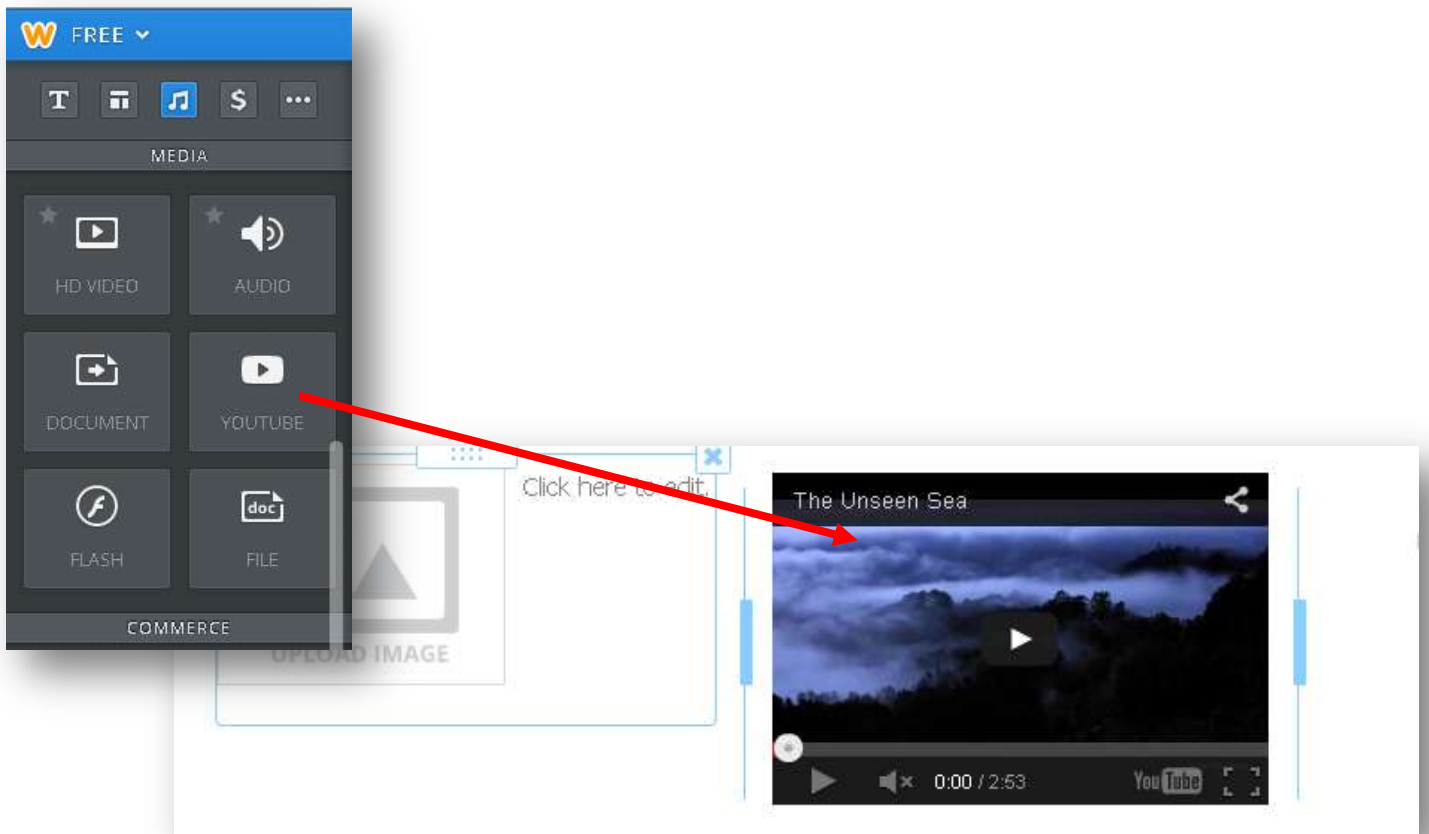 W FREE
T $ •••
MEDIA
HD VIDEO AUDIO
DOCUMENT YOUTUBE
FLASH doc FILE
COMMERCE
Click here to edit.
UPLOAD IMAGE
The Unseen Sea
0:00 / 2:53 YouTube